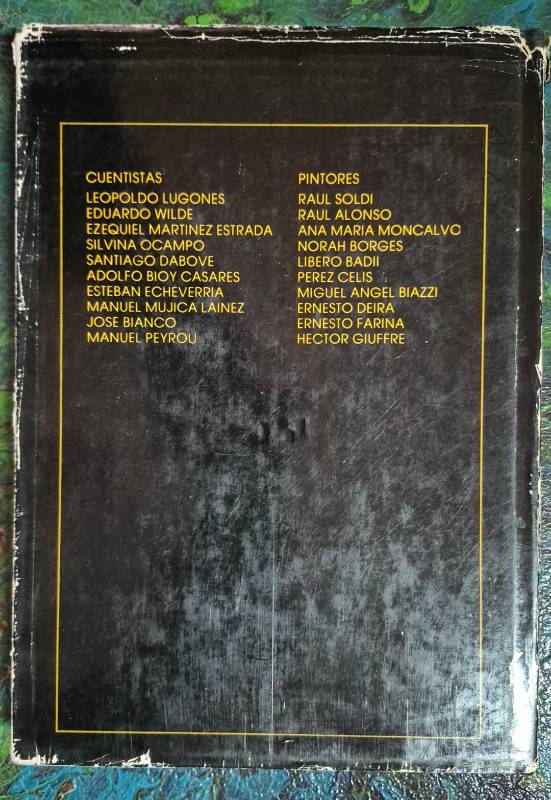 CUENTISTAS
LEOPOLDO LUGONES
EDUARDO WILDE
EZEQUIEL MARTINEZ ESTRADA
SILVINA OCAMPO
SANTIAGO DABOVE
ADOLFO BIOY CASARES
ESTEBAN ECHEVERRIA
MANUEL MUJICA LAINEZ
JOSE BIANCO
MANUEL PEYROU
PINTORES
RAUL SOLDI
RAUL ALONSO
ANA MARIA MONCALVO
NORAH BORGES
LIBERO BADII
PEREZ CELIS
MIGUEL ANGEL BIAZZI
ERNESTO DEIRA
ERNESTO FARINA
HECTOR GIUFFRE